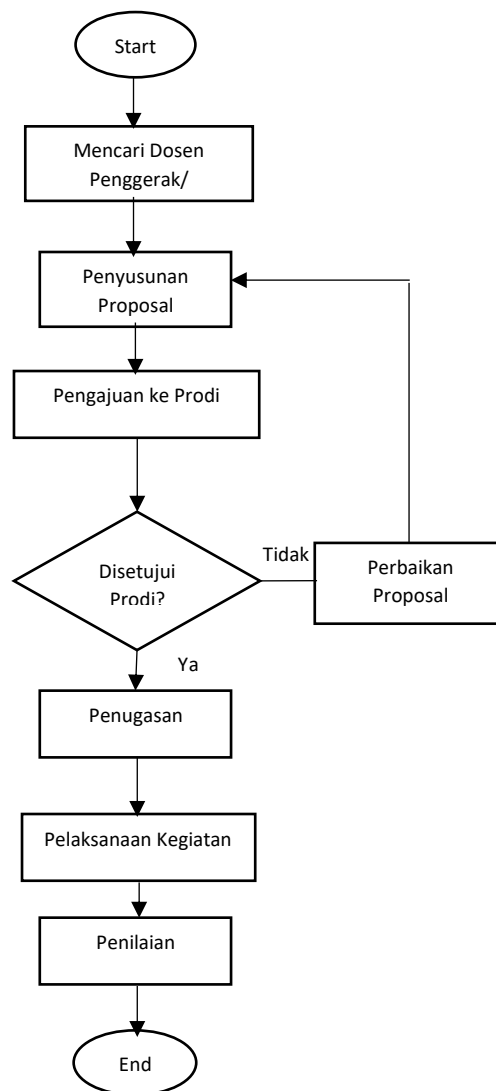 Start
Mencari Dosen
Penggerak/
Penyusunan
Proposal
Pengajuan ke Prodi
Disetujui
Prodi?
Tidak
Perbaikan
Proposal
Ya
Penugasan
Pelaksanaan Kegiatan
Penilaian
End